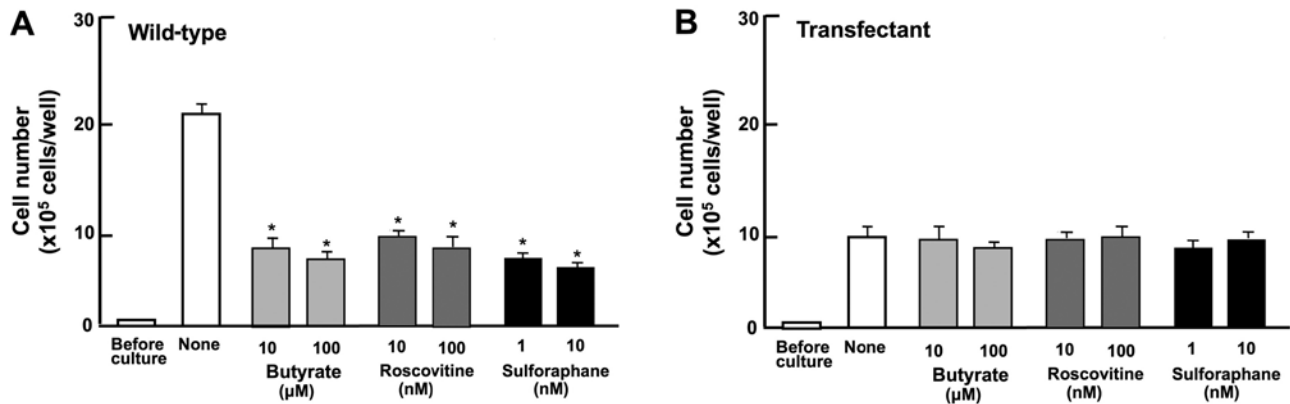 A
Wild-type
Cell number
(x10⁵ cells/well)
30
20
10
0
Before
culture
None
10
100
10
100
1
10
Butyrate
(µM)
Roscovitine
(nM)
Sulforaphane
(nM)
*
*
*
*
*
*
B
Transfectant
Cell number
(x10⁵ cells/well)
30
20
10
0
Before
culture
None
10
100
10
100
1
10
Butyrate
(µM)
Roscovitine
(nM)
Sulforaphane
(nM)